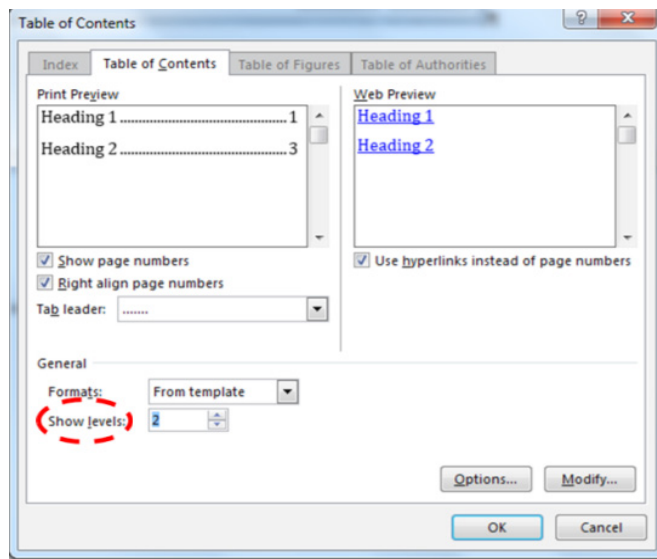 Table of Contents
Index Table of Contents Table of Figures Table of Authorities
Print Preview
Heading 1..............................................1
Heading 2..............................................3
Web Preview
Heading 1
Heading 2
Show page numbers
Right align page numbers
Tab leader: .......
Use hyperlinks instead of page numbers
General
Formats: From template
Show levels: 2
Options... Modify...
OK Cancel